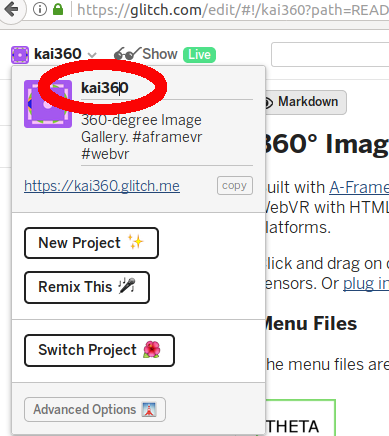 https://glitch.com/edit/#!/kai360?path=READ
kai360 Show Live
kai360
Markdown
360-degree Image
Gallery. #aframevr
#webvr
https://kai360.glitch.me copy
New Project
Remix This
Switch Project
Advanced Options
360° Imag
uilt with A-Frame
WebVR with HTML
latforms.
lick and drag on
ensors. Or plug in
Menu Files
he menu files are
THETA